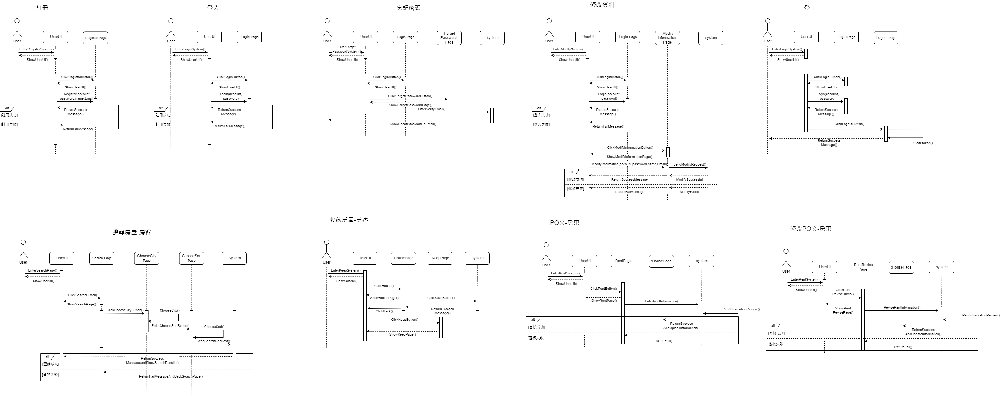 註冊
User
:UserUI
:Register Page
EnterRegisterSystem()
ShowUserUI()
ClickRegisterButton()
ShowUserUI()
Register(account,
password,name,Email)
alt
ReturnSuccess
Message()
[註冊成功]
[註冊失敗]
ReturnFailMessage()
登入
User
:UserUI
:Login Page
EnterLoginSystem()
ShowUserUI()
ClickLoginButton()
ShowUserUI()
Login(account,
password)
alt
ReturnSuccess
Message()
[註冊成功]
[註冊失敗]
ReturnFailMessage()
忘記密碼
User
:UserUI
:Login Page
:Forget
Password
Page
:system
EnterForget
PasswordSystem()
ShowUserUI()
ClickLoginButton()
ShowUserUI()
ClickForgetPasswordButton()
ShowForgetPasswordPage()
EnterVerifyEmail()
ShowResetPasswordToEmail()
修改資料
User
:UserUI
:Login Page
:Modify
Information
Page
:system
EnterModifySystem()
ShowUserUI()
ClickLoginButton()
ShowUserUI()
Login(account,
password)
alt
ReturnSuccess
Message()
[登入成功]
[登入失敗]
ReturnFailMessage()
ClickModifyInformationButton()
ShowModifyInformationPage()
ModifyInformation(account,password,name,Email)
SendModifyRequest()
alt
[修改成功]
ReturnSuccessMessage
ModifySuccessful
[修改失敗]
ReturnFailMessage
ModifyFailed
登出
User
:UserUI
:Login Page
:Logout Page
EnterLoginSystem()
ShowUserUI()
ClickLoginButton()
ShowUserUI()
Login(account,
password)
ReturnSuccess
Message()
ClickLogoutButton()
ReturnSuccess
Message()
Clear token()
搜尋房屋-房客
User
:UserUI
:Search Page
:ChooseCity
Page
:ChooseSort
Page
:System
EnterSearchPage()
ShowUserUI()
ClickSearchButton()
ShowSearchPage()
ClickChooseCityButton()
ChooseCity()
EnterChooseSortButton()
ChooseSort()
SendSearchRequest()
alt
ReturnSuccess
MessageAndShowSearchResults()
[查詢成功]
[查詢失敗]
ReturnFailMessageAndBackSearchPage()
收藏房屋-房客
User
:UserUI
:HousePage
:KeepPage
:system
EnterKeepSystem()
ShowUserUI()
ClickHouse()
ShowHousePage()
ClickKeepButton()
ReturnSuccess
Message()
ClickBack()
ClickKeepButton()
ShowKeepPage()
PO文-房東
User
:UserUI
:RentPage
:HousePage
:system
EnterRentSystem()
ShowUserUI()
ClickRentButton()
ShowRentPage()
EnterRentInformation()
RentInformationReview()
alt
ReturnSuccess
AndUploadInformation()
[審核成功]
[審核失敗]
ReturnFail()
修改PO文-房東
User
:UserUI
:RentRevise
Page
:HousePage
:system
EnterRentSystem()
ShowUserUI()
ClickRent
ReviseButtin()
ShowRent
RevisePage()
ReviseRentInformation()
RentInformationReview()
alt
ReturnSuccess
AndUpdateInformation()
[審核成功]
[審核失敗]
ReturnFail()